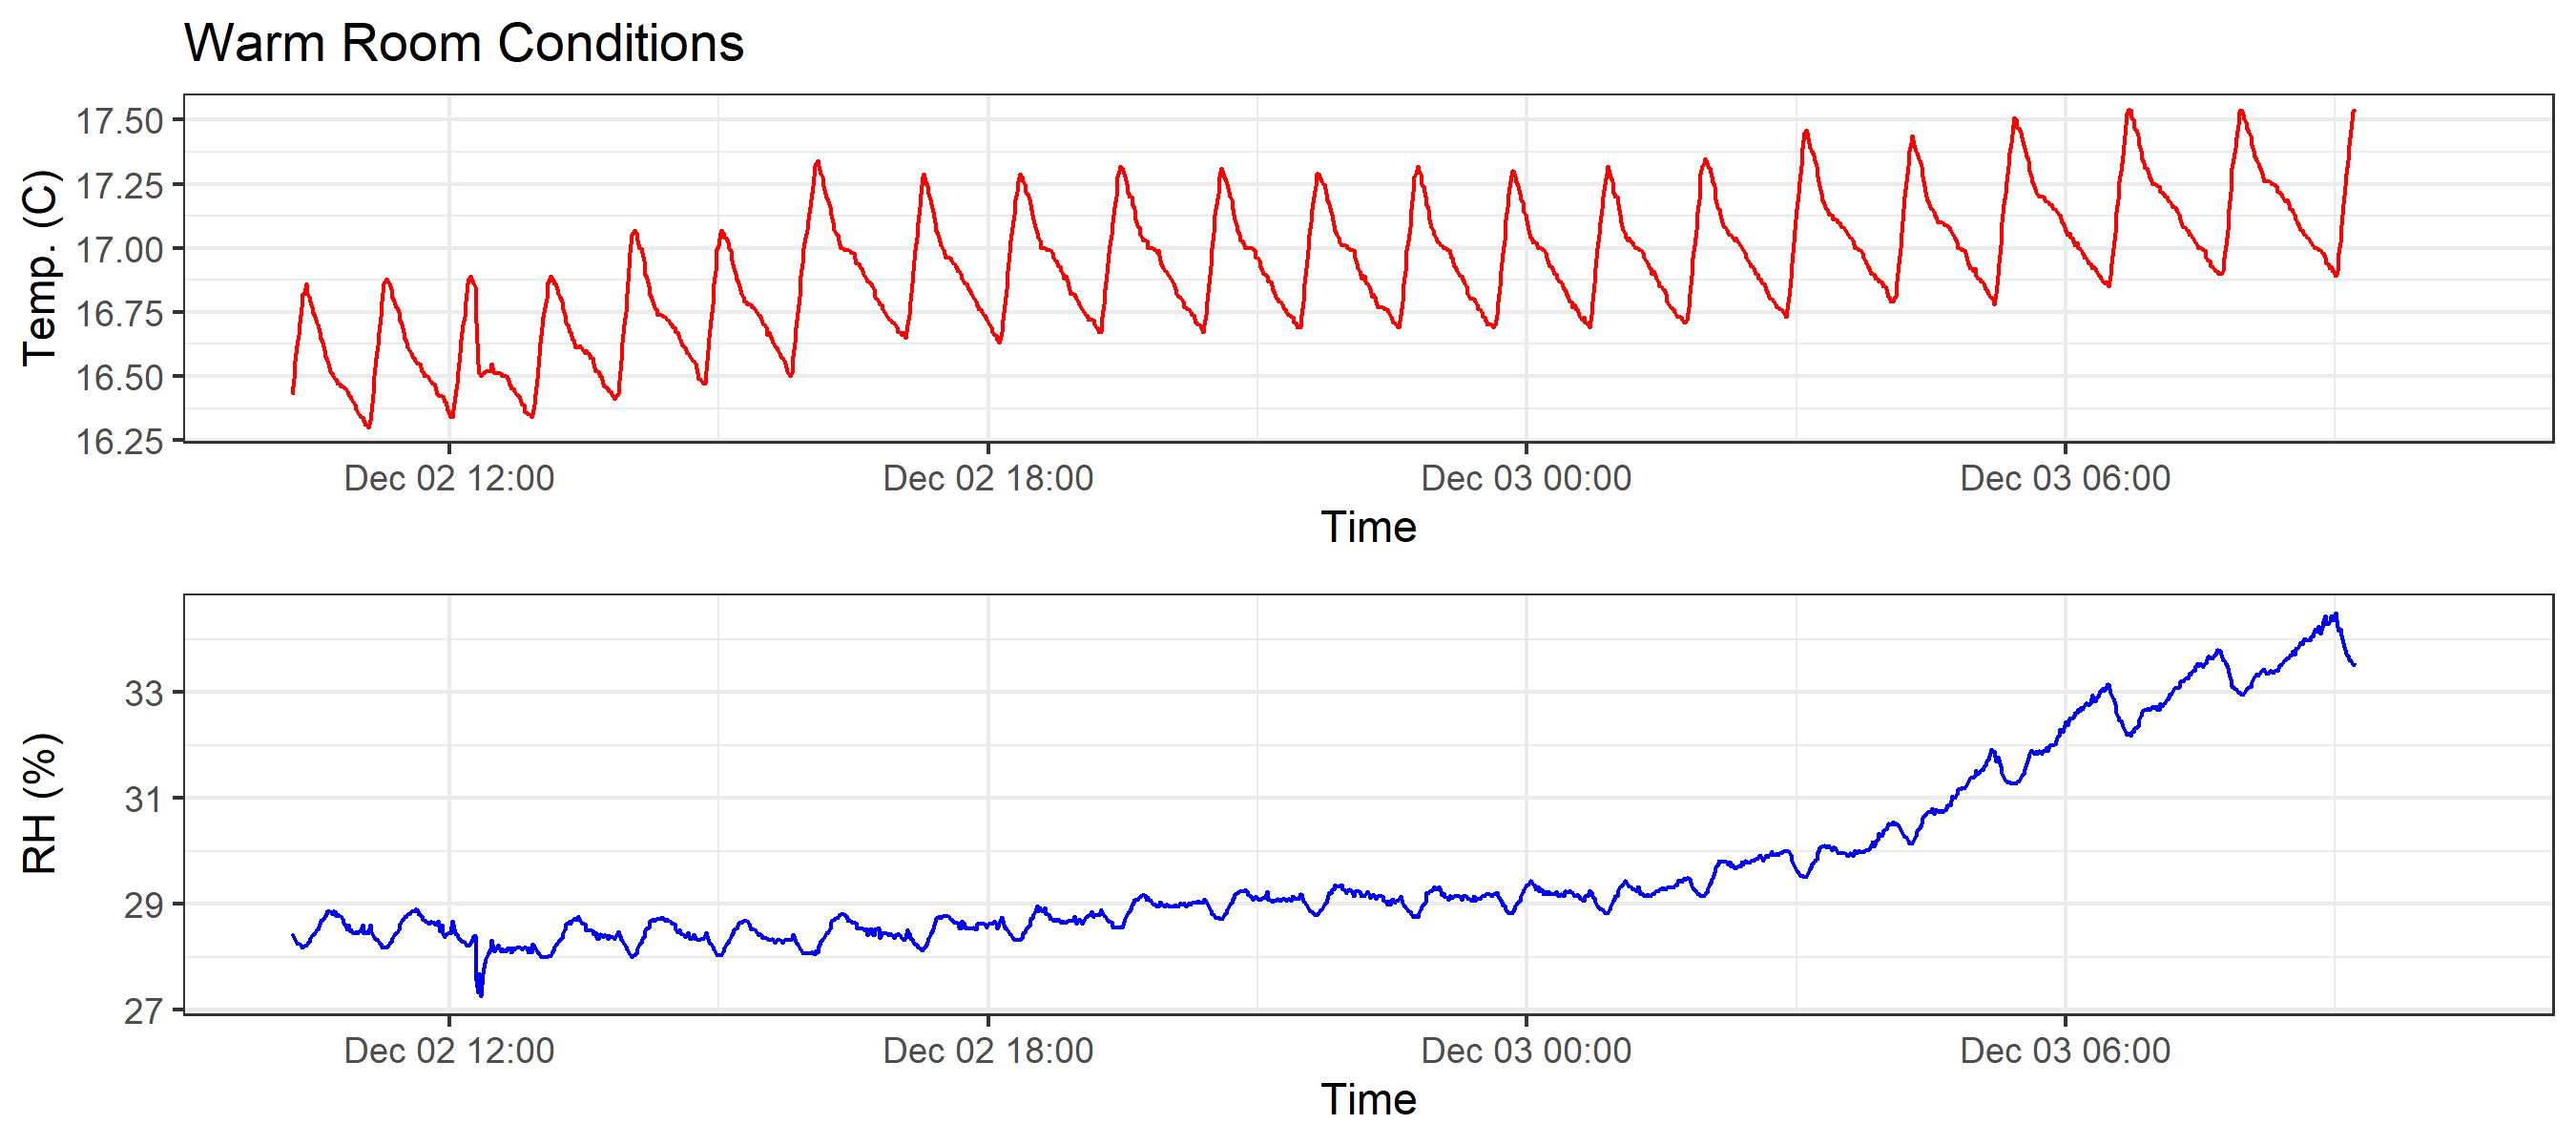 Warm Room Conditions
Temp. (C)
17.50
17.25
17.00
16.75
16.50
16.25
Dec 02 12:00 Dec 02 18:00 Dec 03 00:00 Dec 03 06:00
Time
RH (%)
33
31
29
27
Dec 02 12:00 Dec 02 18:00 Dec 03 00:00 Dec 03 06:00
Time